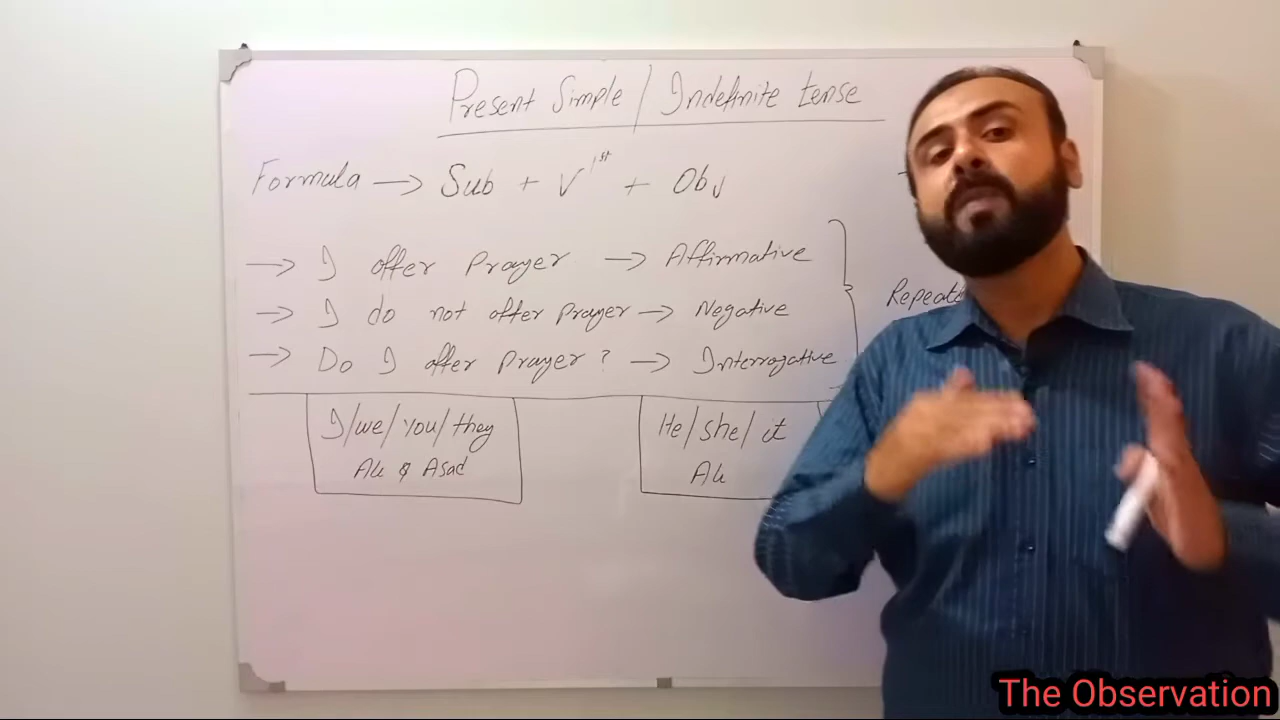 Present Simple / Indefinite tense
Formula → Sub + V 1st + Obj
→ I offer Prayer → Affirmative
→ I do not offer prayer → Negative
→ Do I offer prayer ? → Interrogative
Repeate
I/we/you/they
Ali & Asad
He/she/it
Ali
The Observation